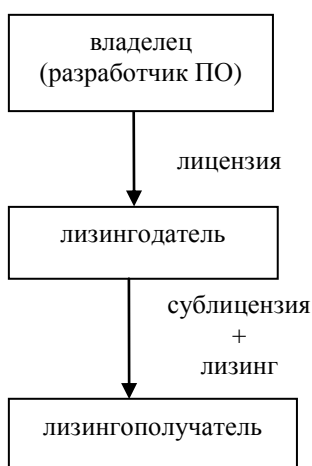 владелец
(разработчик ПО)
лицензия
лизингодатель
сублицензия
+
лизинг
лизингополучатель